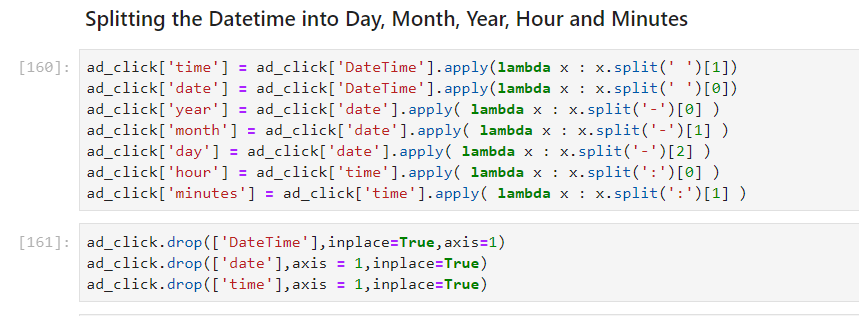 Splitting the Datetime into Day, Month, Year, Hour and Minutes
[160]: ad_click['time'] = ad_click['DateTime'].apply(lambda x : x.split(' ')[1])
ad_click['date'] = ad_click['DateTime'].apply(lambda x : x.split(' ')[0])
ad_click['year'] = ad_click['date'].apply( lambda x : x.split('-')[0] )
ad_click['month'] = ad_click['date'].apply( lambda x : x.split('-')[1] )
ad_click['day'] = ad_click['date'].apply( lambda x : x.split('-')[2] )
ad_click['hour'] = ad_click['time'].apply( lambda x : x.split(':')[0] )
ad_click['minutes'] = ad_click['time'].apply( lambda x : x.split(':')[1] )
[161]: ad_click.drop(['DateTime'],inplace=True,axis=1)
ad_click.drop(['date'],axis = 1,inplace=True)
ad_click.drop(['time'],axis = 1,inplace=True)